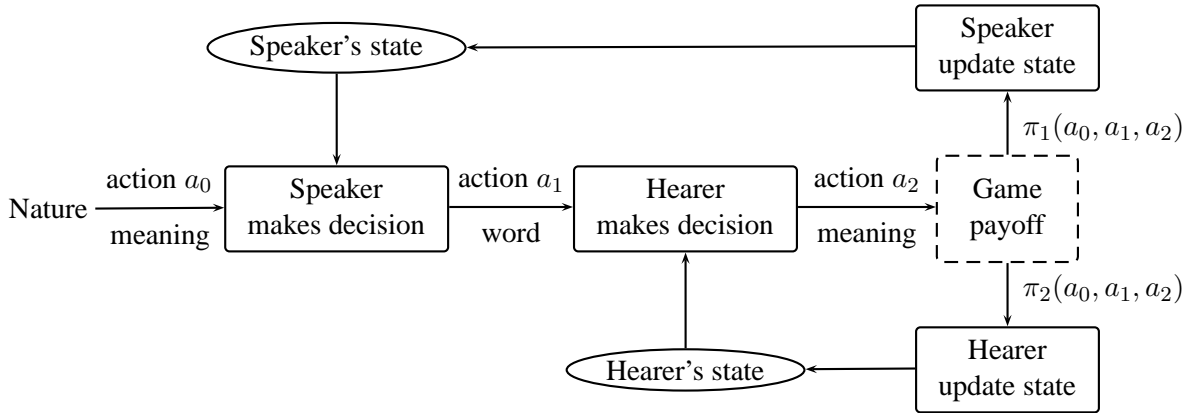 Speaker's state
Speaker
update state
π₁(a₀, a₁, a₂)
Nature
action a₀
meaning
Speaker
makes decision
action a₁
word
Hearer
makes decision
action a₂
meaning
Game
payoff
π₂(a₀, a₁, a₂)
Hearer's state
Hearer
update state